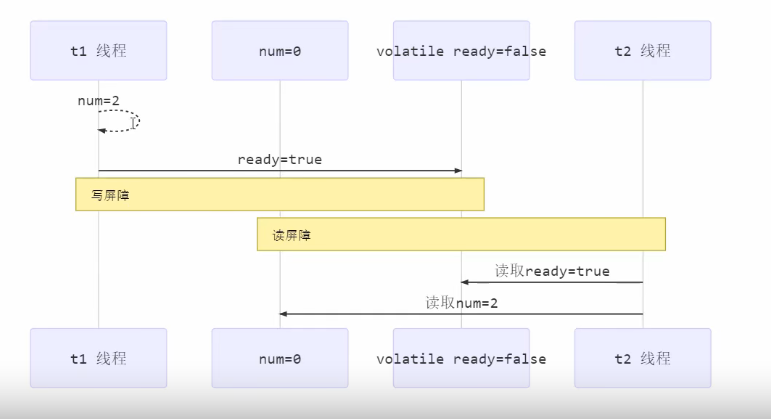 t1 线程
num=0
volatile ready=false
t2 线程
num=2
ready=true
写屏障
读屏障
读取ready=true
读取num=2
t1 线程
num=0
volatile ready=false
t2 线程